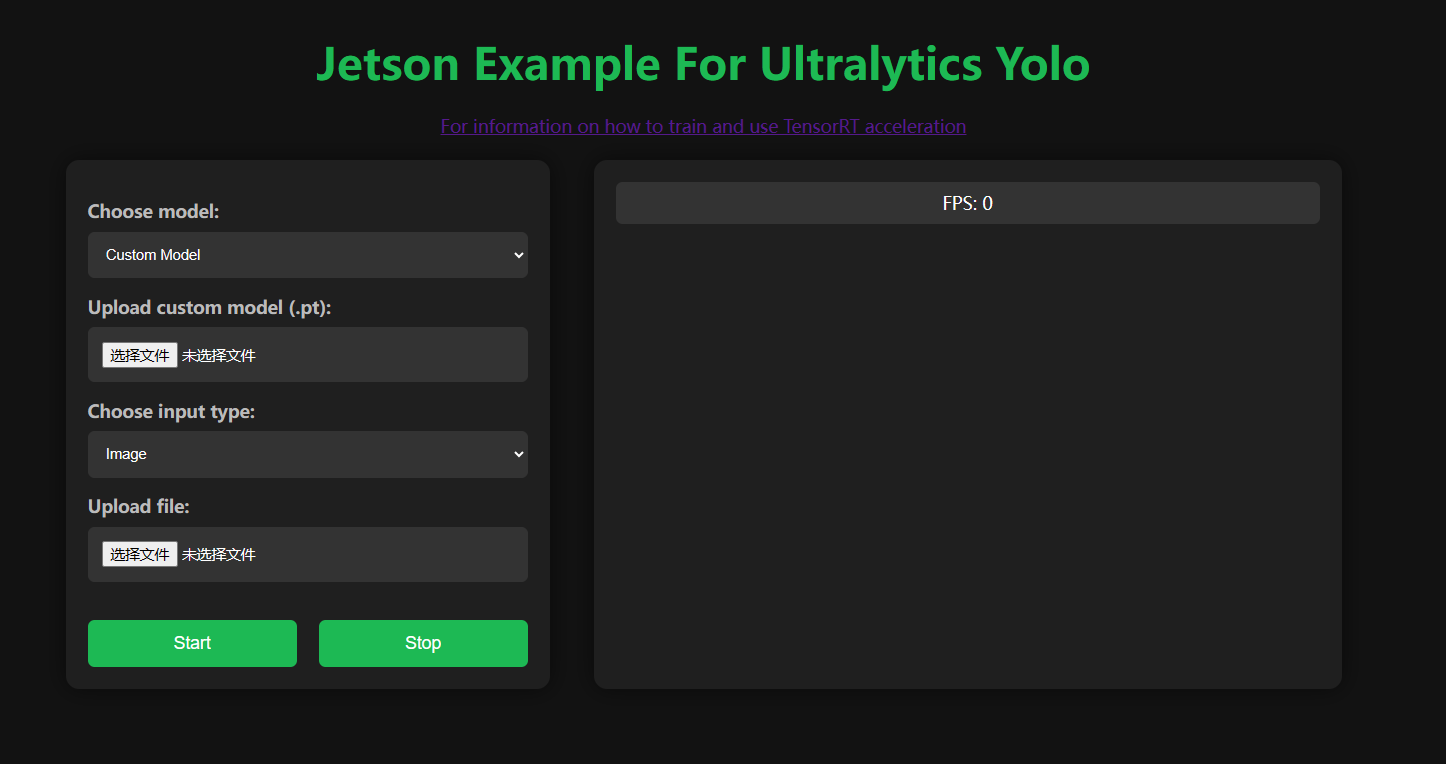 Jetson Example For Ultralytics Yolo
For information on how to train and use TensorRT acceleration
Choose model:
Custom Model
Upload custom model (.pt):
选择文件 未选择文件
Choose input type:
Image
Upload file:
选择文件 未选择文件
Start
Stop
FPS: 0